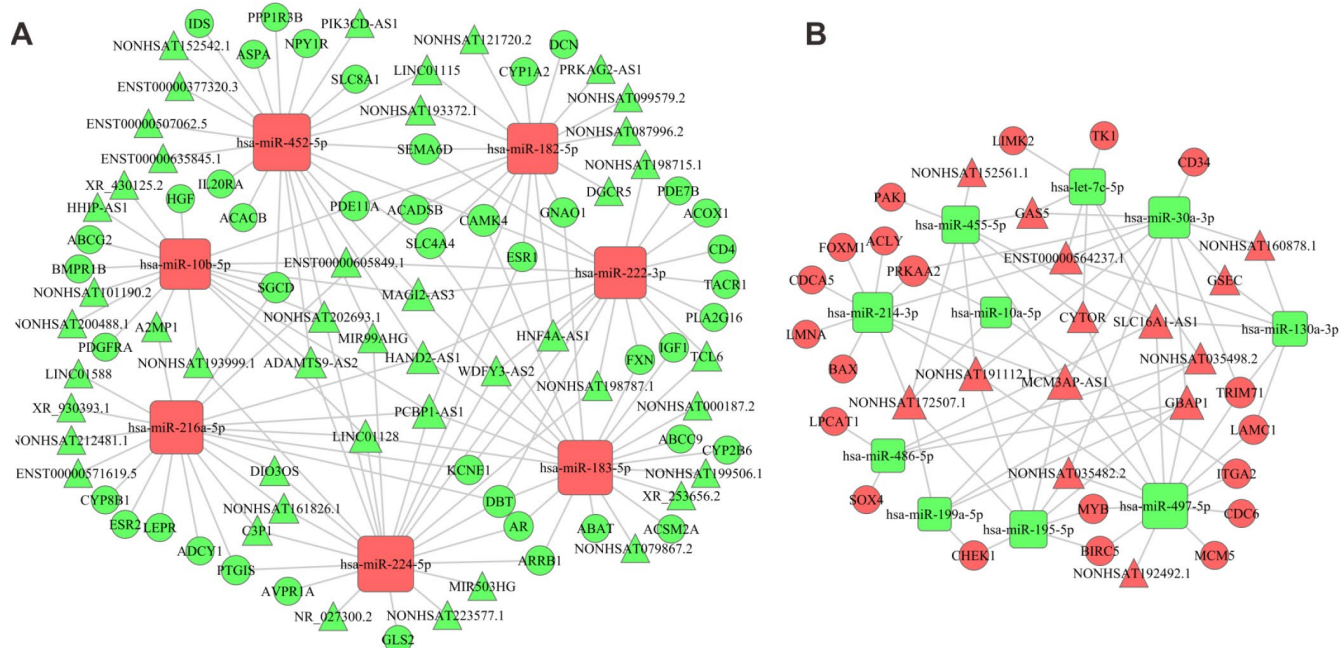 A
B
IDS
PPP1R3B
PIK3CD-AS1
NONHSAT152542.1
ASPA
NPY1R
NONHSAT121720.2
DCN
LINC01115
CYP1A2
PRKAG2-AS1
SLC8A1
ENST00000377320.3
NONHSAT193372.1
NONHSAT099579.2
ENST00000507062.5
hsa-miR-452-5p
hsa-miR-182-5p
NONHSAT087996.2
SEMA6D
ENST00000635845.1
NONHSAT198715.1
XR_430125.2
IL20RA
HGF
DGCR5
PDE7B
HHIP-AS1
ACACB
PDE11A
ACADSB
CAMK4
GNAO1
ACOX1
ABCG2
SLC4A4
hsa-miR-10b-5p
CD4
BMPR1B
ENST00000605849.1
ESR1
hsa-miR-222-3p
TACR1
NONHSAT101190.2
SGCD
MAGI2-AS3
NONHSAT202693.1
PLA2G16
NONHSAT200488.1
A2MP1
MIR99AHG
HNF4A-AS1
PDGFRA
IGF1
NONHSAT193999.1
ADAMTS9-AS2
HAND2-AS1
FXN
TCL6
LINC01588
WDFY3-AS2
NONHSAT198787.1
XR_930393.1
hsa-miR-216a-5p
PCBP1-AS1
NONHSAT000187.2
LINC01128
ABCC9
NONHSAT212481.1
CYP2B6
hsa-miR-183-5p
ENST00000571619.5
DIO3OS
KCNE1
NONHSAT199506.1
CYP8B1
DBT
XR_253656.2
NONHSAT161826.1
ESR2
LEPR
C3P1
AR
ABAT
ACSM2A
ADCY1
NONHSAT079867.2
PTGIS
hsa-miR-224-5p
ARRB1
AVPR1A
MIR503HG
NR_027300.2
NONHSAT223577.1
GLS2
LIMK2
TK1
CD34
NONHSAT152561.1
hsa-let-7c-5p
PAK1
GAS5
hsa-miR-30a-3p
hsa-miR-455-5p
FOXM1
ACLY
NONHSAT160878.1
ENST00000564237.1
CDCA5
PRKAA2
GSEC
hsa-miR-214-3p
hsa-miR-10a-5p
CYTOR
SLC16A1-AS1
hsa-miR-130a-3p
LMNA
NONHSAT035498.2
BAX
NONHSAT191112.1
MCM3AP-AS1
TRIM71
NONHSAT172507.1
GBAP1
LPCAT1
LAMC1
hsa-miR-486-5p
NONHSAT035482.2
ITGA2
SOX4
hsa-miR-199a-5p
MYB
hsa-miR-497-5p
CDC6
hsa-miR-195-5p
CHEK1
BIRC5
MCM5
NONHSAT192492.1